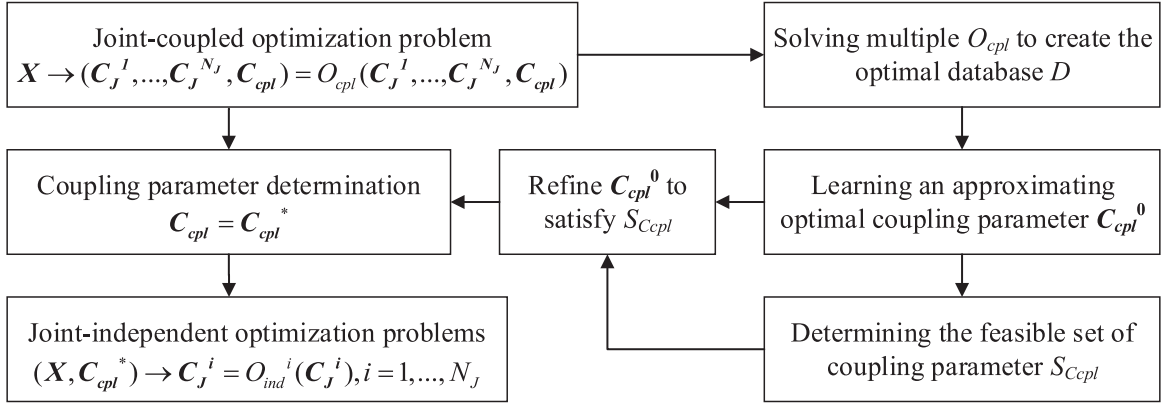 Joint-coupled optimization problem
X → (C_J^1,...,C_J^{N_J}, C_cpl) = O_cpl(C_J^1,...,C_J^{N_J}, C_cpl)
Solving multiple O_cpl to create the
optimal database D
Coupling parameter determination
C_cpl = C_cpl^*
Refine C_cpl^0 to
satisfy S_Ccpl
Learning an approximating
optimal coupling parameter C_cpl^0
Joint-independent optimization problems
(X, C_cpl^*) → C_J^i = O_ind^i(C_J^i), i = 1,..., N_J
Determining the feasible set of
coupling parameter S_Ccpl